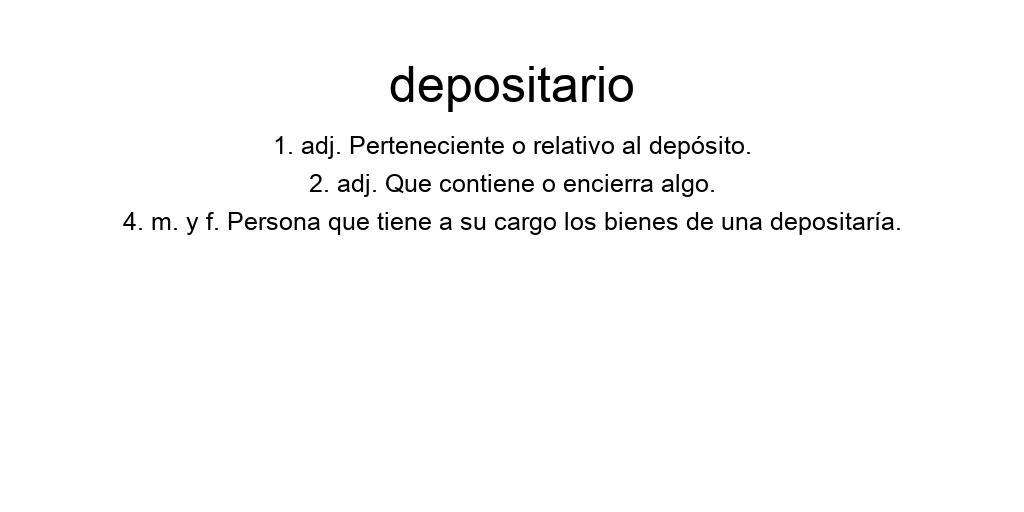 depositario
1. adj. Perteneciente o relativo al depósito.
2. adj. Que contiene o encierra algo.
4. m. y f. Persona que tiene a su cargo los bienes de una depositaría.